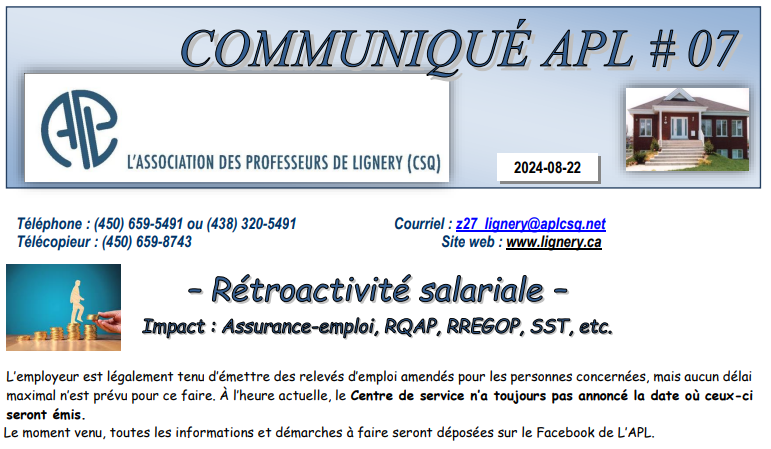 COMMUNIQUÉ APL # 07
APL
L'ASSOCIATION DES PROFESSEURS DE LIGNERY (CSQ)
2024-08-22
Téléphone : (450) 659-5491 ou (438) 320-5491
Courriel : z27_lignery@aplcsq.net
Télécopieur : (450) 659-8743
Site web : www.lignery.ca
– Rétroactivité salariale –
Impact : Assurance-emploi, RQAP, RREGOP, SST, etc.
L'employeur est légalement tenu d'émettre des relevés d'emploi amendés pour les personnes concernées, mais aucun délai
maximal n'est prévu pour ce faire. À l'heure actuelle, le Centre de service n'a toujours pas annoncé la date où ceux-ci
seront émis.
Le moment venu, toutes les informations et démarches à faire seront déposées sur le Facebook de L'APL.